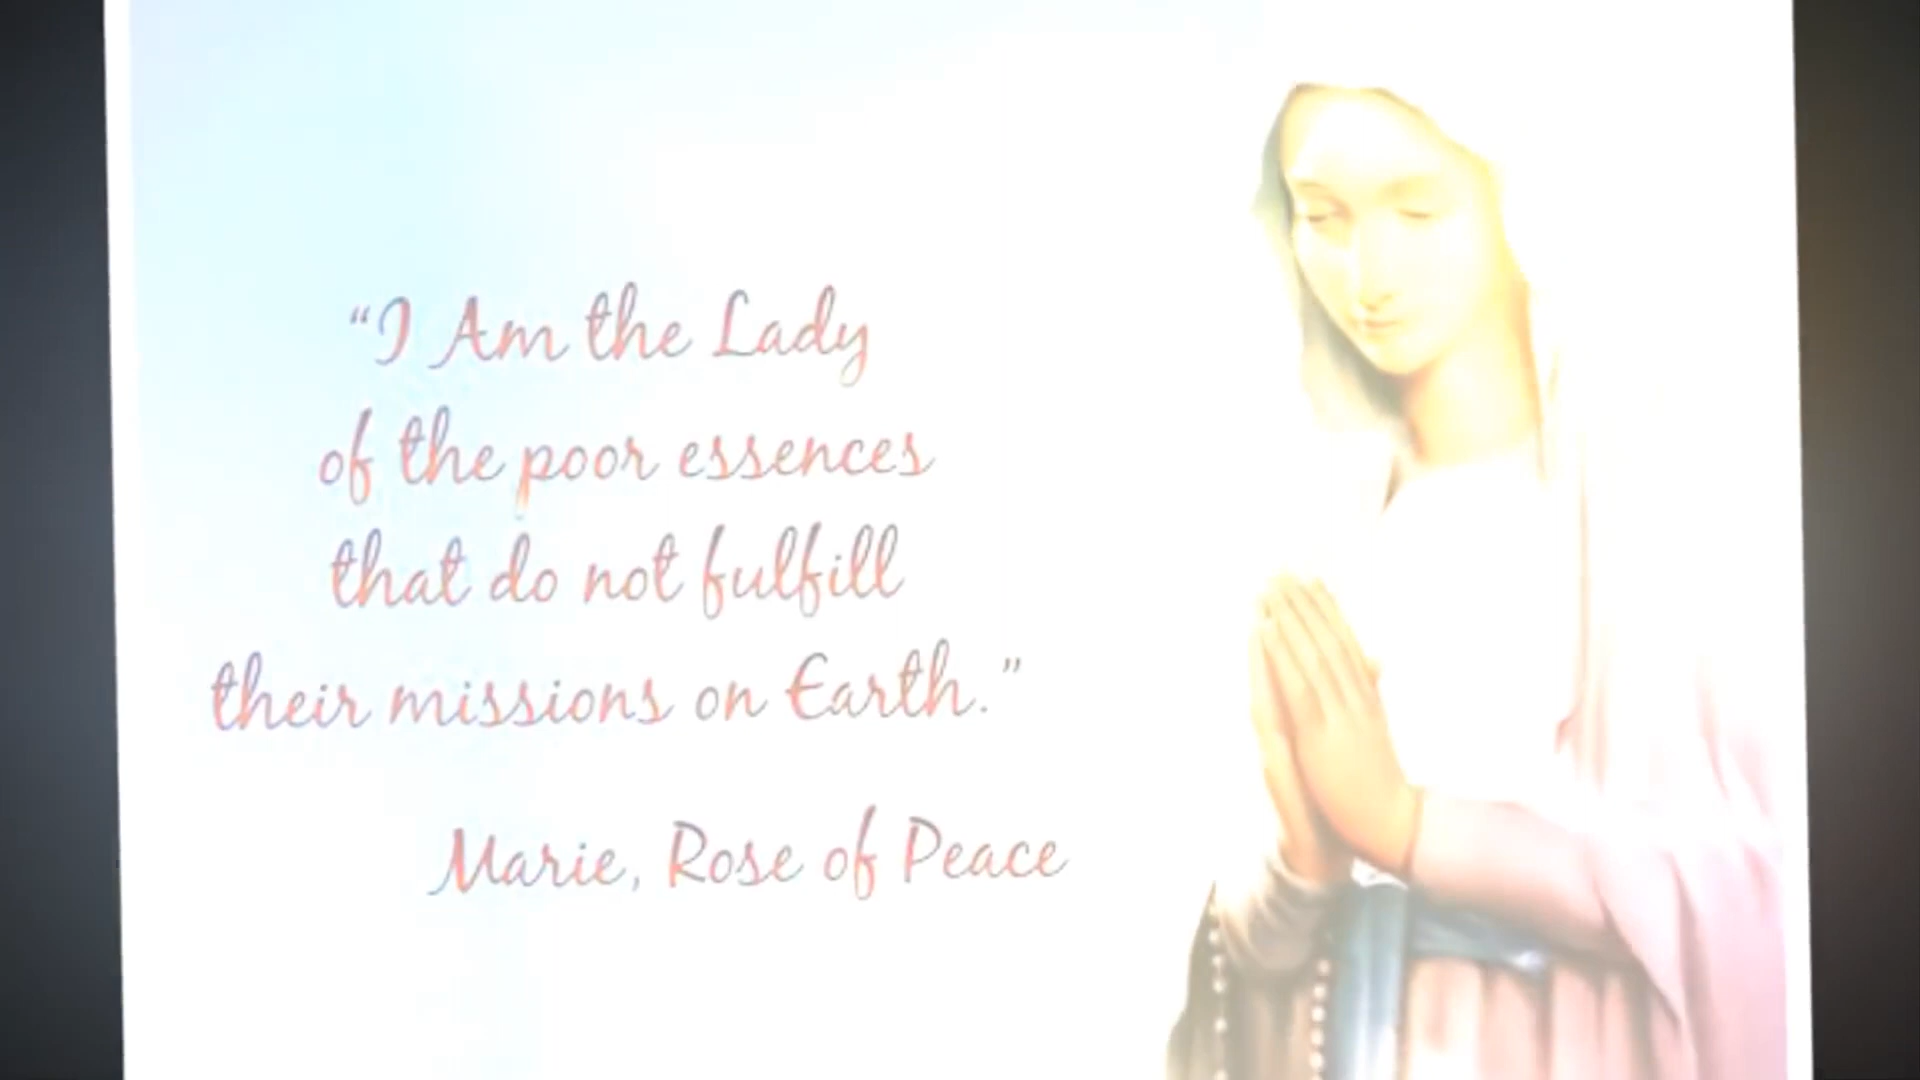 “I Am the Lady
of the poor essences
that do not fulfill
their missions on Earth.”
Marie, Rose of Peace